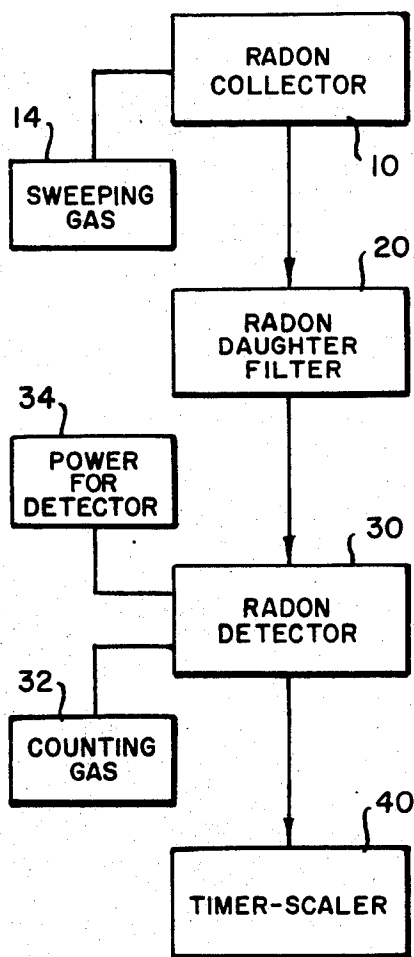 RADON
COLLECTOR
10
14
SWEEPING
GAS
20
RADON
DAUGHTER
FILTER
34
POWER
FOR
DETECTOR
30
RADON
DETECTOR
32
COUNTING
GAS
40
TIMER-SCALER